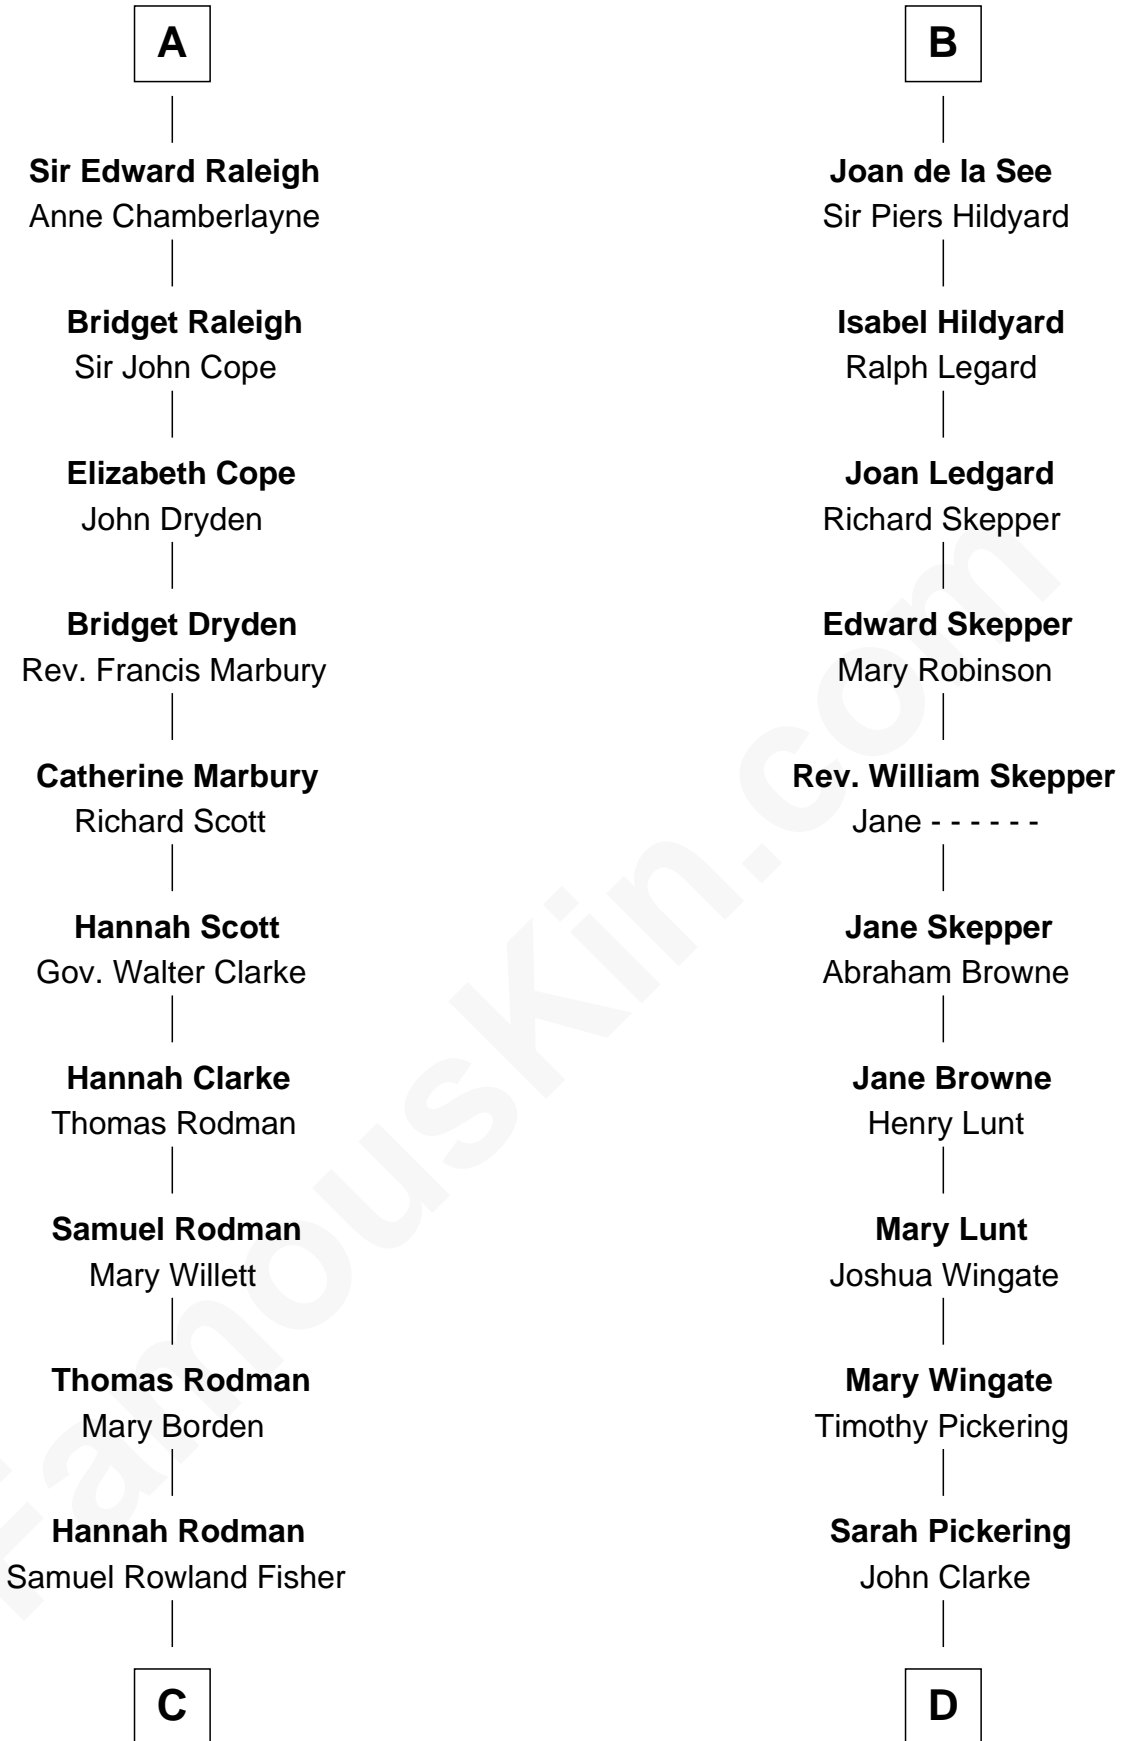 A
Sir Edward Raleigh
Anne Chamberlayne
Bridget Raleigh
Sir John Cope
Elizabeth Cope
John Dryden
Bridget Dryden
Rev. Francis Marbury
Catherine Marbury
Richard Scott
Hannah Scott
Gov. Walter Clarke
Hannah Clarke
Thomas Rodman
Samuel Rodman
Mary Willett
Thomas Rodman
Mary Borden
Hannah Rodman
Samuel Rowland Fisher
C
B
Joan de la See
Sir Piers Hildyard
Isabel Hildyard
Ralph Legard
Joan Ledgard
Richard Skepper
Edward Skepper
Mary Robinson
Rev. William Skepper
Jane - - - - - -
Jane Skepper
Abraham Browne
Jane Browne
Henry Lunt
Mary Lunt
Joshua Wingate
Mary Wingate
Timothy Pickering
Sarah Pickering
John Clarke
D
FamousKin.com